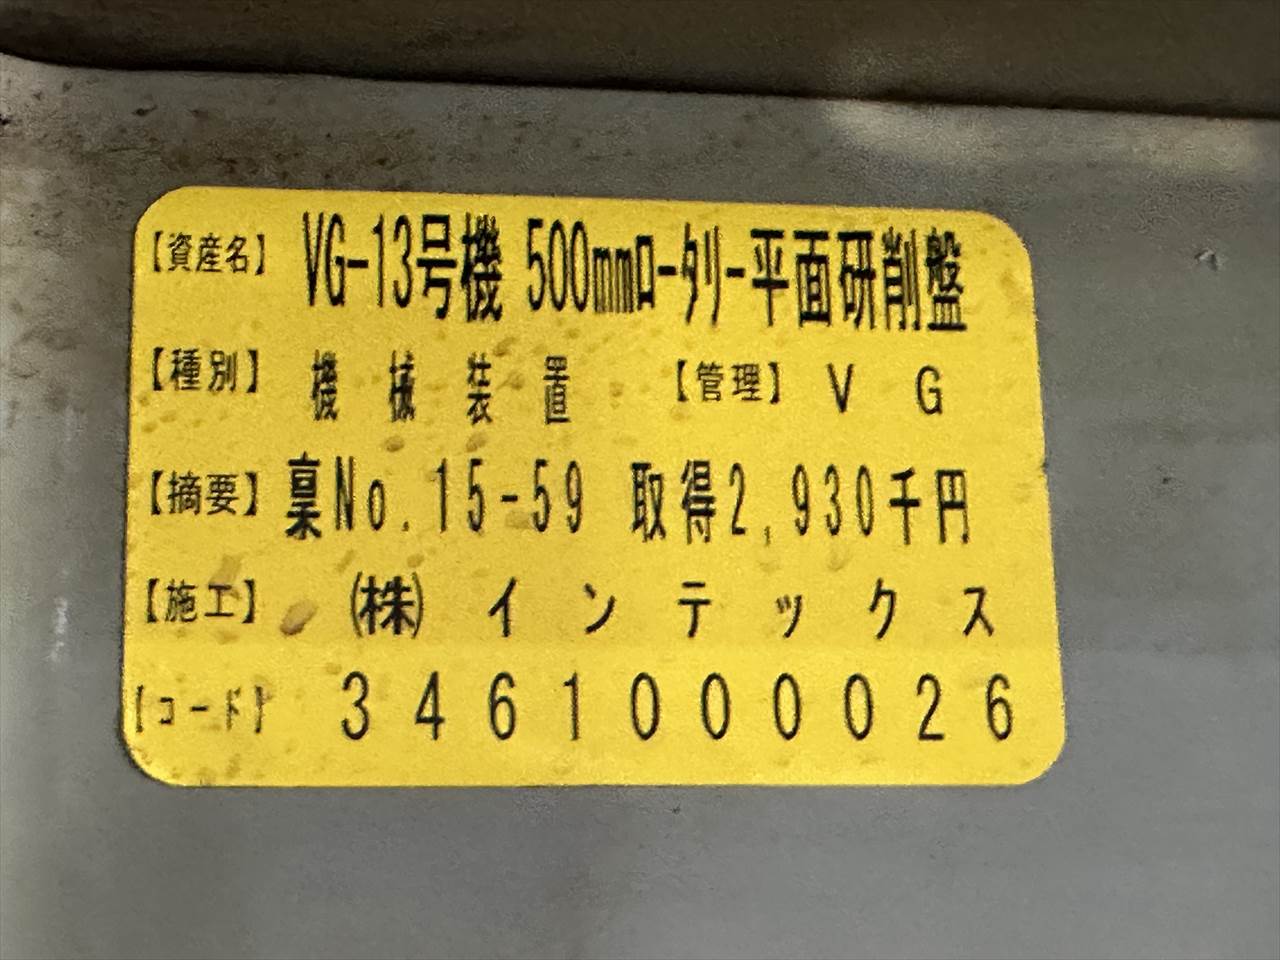 【資産名】 VG-13号機 500mmロータリー平面研削盤
【種別】 機械装置 【管理】 VG
【摘要】 稟No.15-59 取得2,930千円
【施工】 ㈱インテックス
【コード】 3461000026